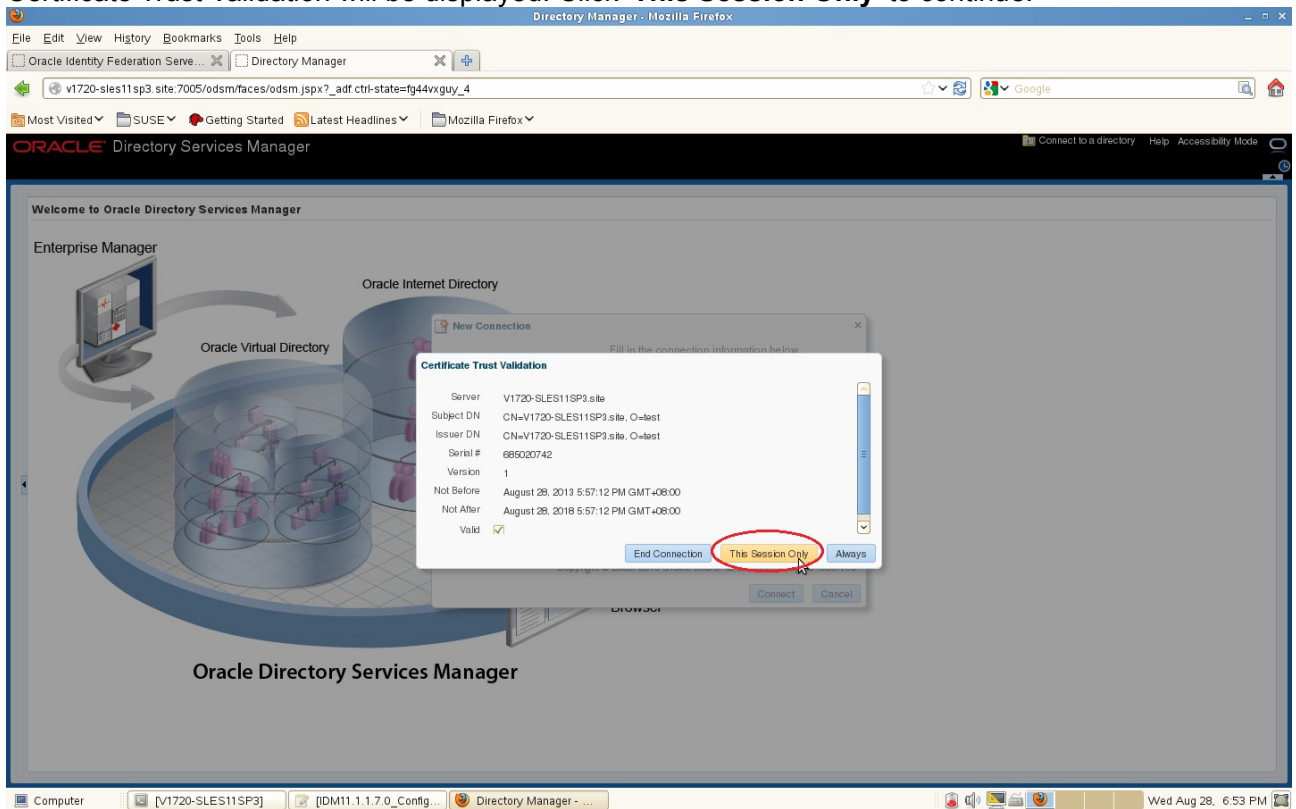 Certificate Trust Validation will be displayed. Click 'This Session Only' to continue.
Directory Manager - Mozilla Firefox
File Edit View History Bookmarks Tools Help
Oracle Identity Federation Serve... Directory Manager
v1720-sles11sp3.site:7005/odsm/faces/odsm.jspx?_adf.ctrl-state=fg44vxguy_4
Google
Most Visited SUSE Getting Started Latest Headlines Mozilla Firefox
ORACLE Directory Services Manager
Connect to a directory Help Accessibility Mode
Welcome to Oracle Directory Services Manager
Enterprise Manager
Oracle Internet Directory
Oracle Virtual Directory
New Connection
Fill in the connection information below
Certificate Trust Validation
Server V1720-SLES11SP3.site
Subject DN CN=V1720-SLES11SP3.site, O=test
Issuer DN CN=V1720-SLES11SP3.site, O=test
Serial # 685020742
Version 1
Not Before August 28, 2013 5:57:12 PM GMT+08:00
Not After August 28, 2018 5:57:12 PM GMT+08:00
Valid
End Connection This Session Only Always
Connect Cancel
Browser
Oracle Directory Services Manager
Computer [V1720-SLES11SP3] [IDM11.1.1.7.0_Config... Directory Manager - ...
Wed Aug 28, 6:53 PM